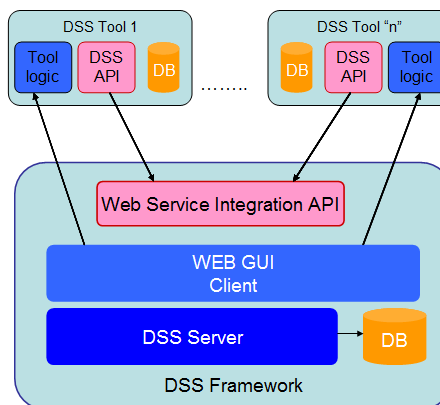 DSS Tool 1
DSS Tool “n”
Tool
logic
DSS
API
DB
........
DB
DSS
API
Tool
logic
Web Service Integration API
WEB GUI
Client
DSS Server
DB
DSS Framework